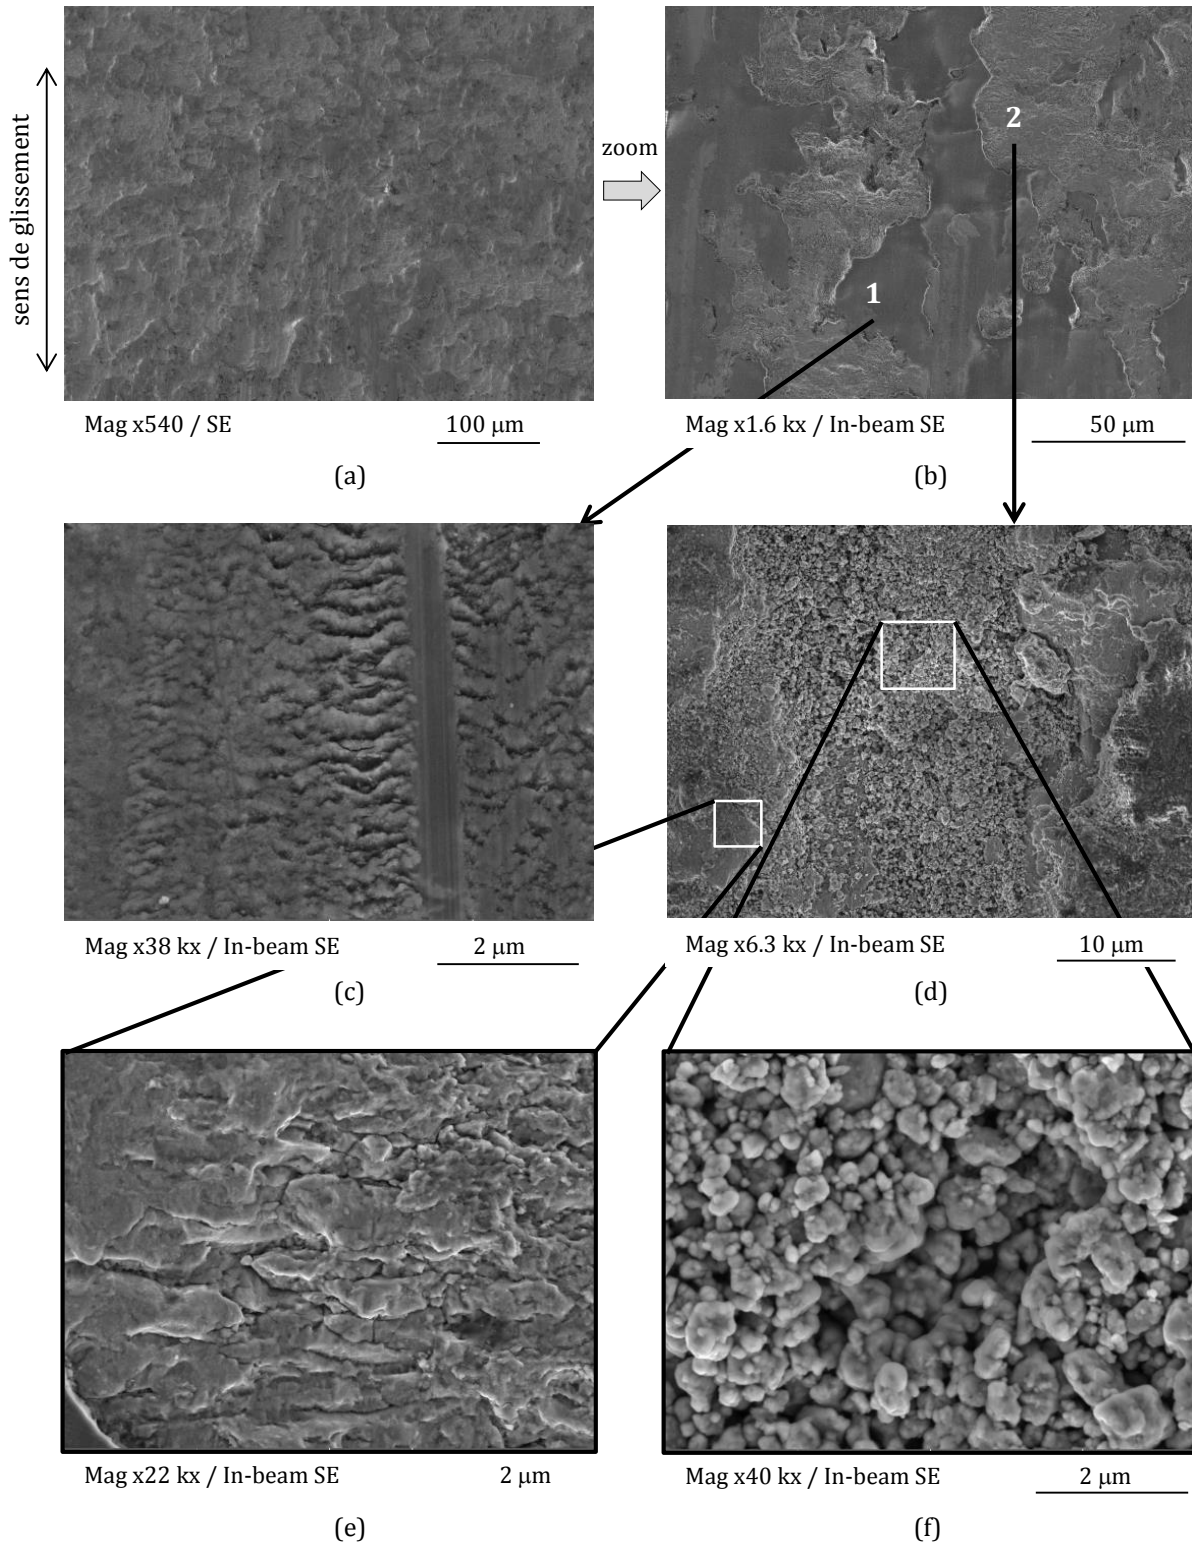 sens de glissement
zoom
1
2
Mag x540 / SE
100 μm
Mag x1.6 kx / In-beam SE
50 μm
(a)
(b)
Mag x38 kx / In-beam SE
2 μm
Mag x6.3 kx / In-beam SE
10 μm
(c)
(d)
Mag x22 kx / In-beam SE
2 μm
Mag x40 kx / In-beam SE
2 μm
(e)
(f)